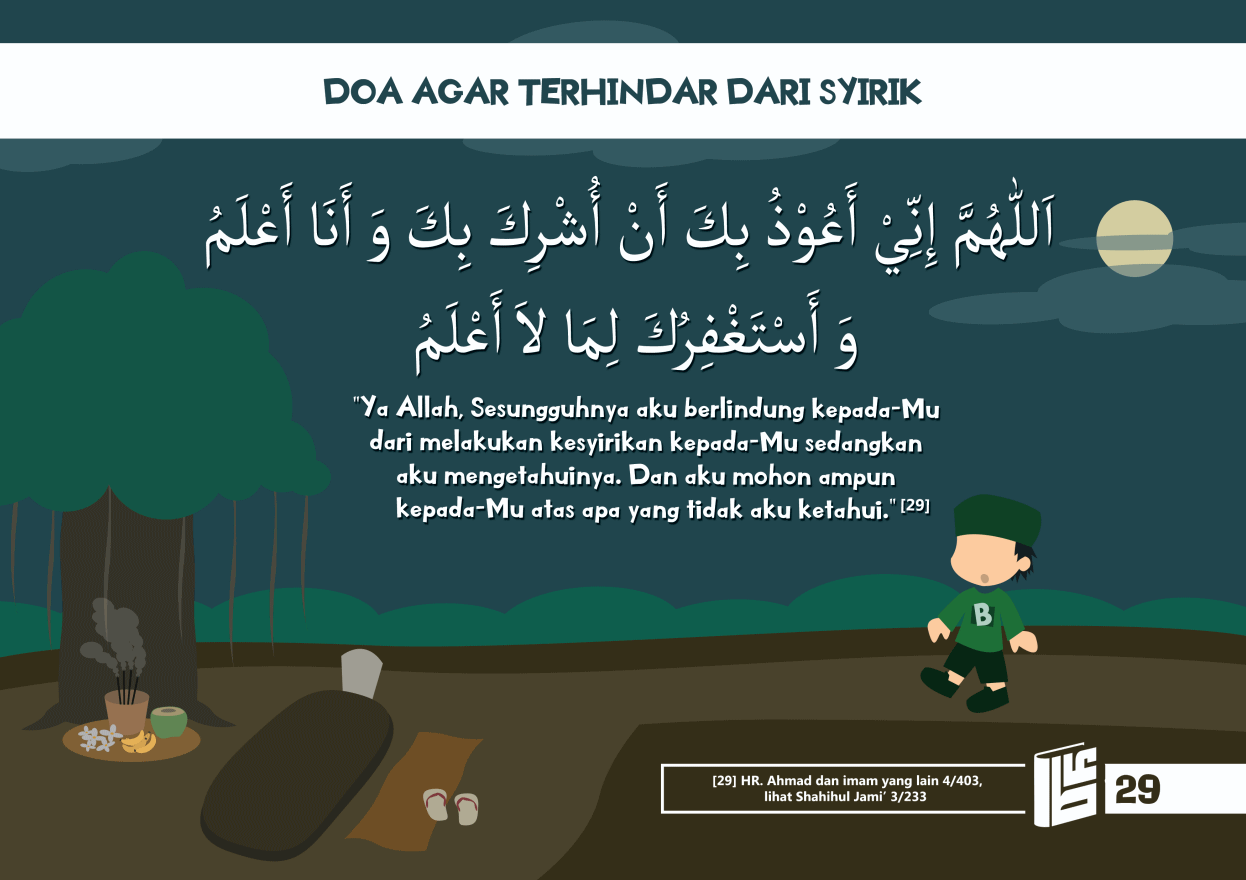 DOA AGAR TERHINDAR DARI SYIRIK
اَللّٰهُمَّ إِنِّيْ أَعُوْذُ بِكَ أَنْ أُشْرِكَ بِكَ وَ أَنَا أَعْلَمُ
وَ أَسْتَغْفِرُكَ لِمَا لاَ أَعْلَمُ
"Ya Allah, Sesungguhnya aku berlindung kepada-Mu
dari melakukan kesyirikan kepada-Mu sedangkan
aku mengetahuinya. Dan aku mohon ampun
kepada-Mu atas apa yang tidak aku ketahui." [29]
B
[29] HR. Ahmad dan imam yang lain 4/403,
lihat Shahihul Jami’ 3/233
29